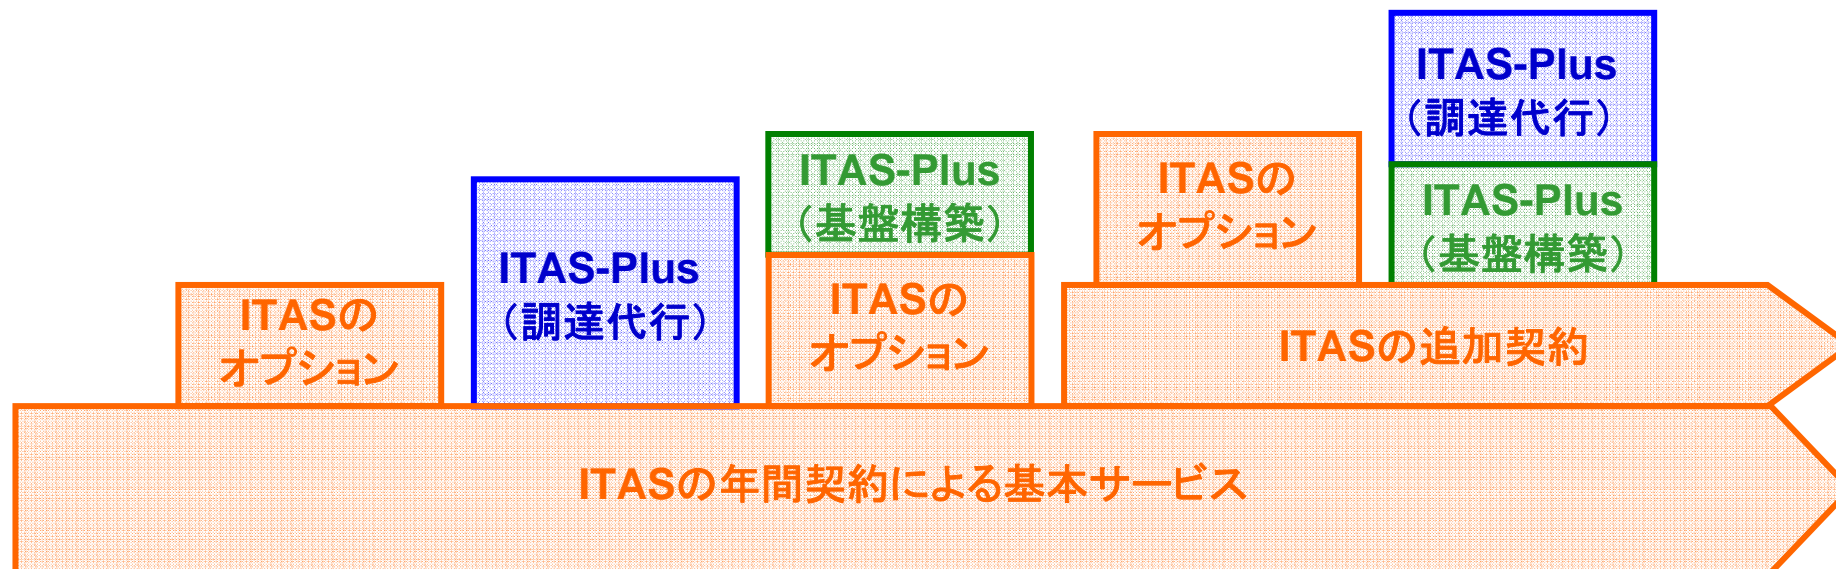 ITASの
オプション
ITAS-Plus
（調達代行）
ITAS-Plus
（基盤構築）
ITASの
オプション
ITASの
オプション
ITAS-Plus
（調達代行）
ITAS-Plus
（基盤構築）
ITASの追加契約
ITASの年間契約による基本サービス